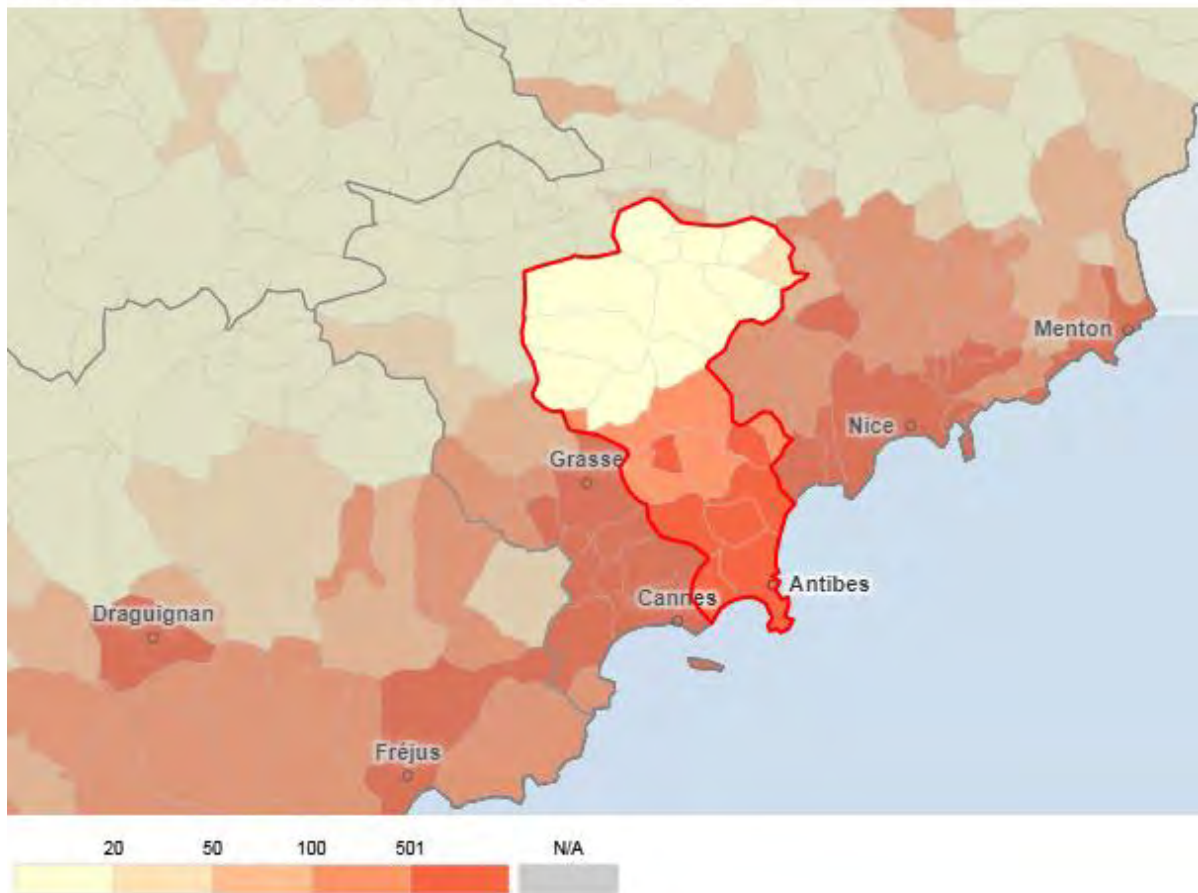 Menton
Nice
Grasse
Antibes
Cannes
Draguignan
Fréjus
20 50 100 501 N/A